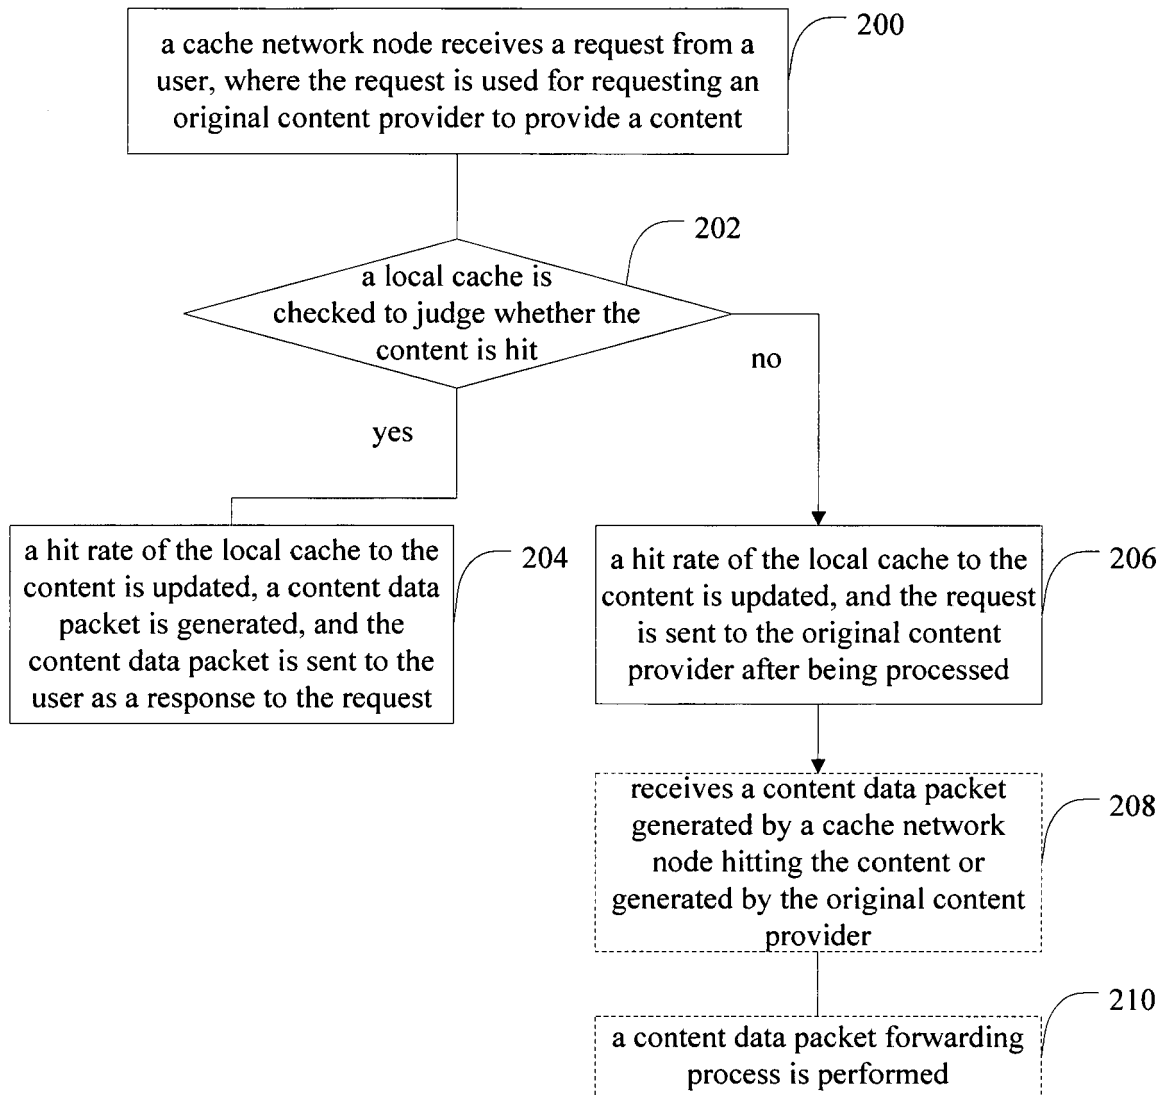 a cache network node receives a request from a
user, where the request is used for requesting an
original content provider to provide a content
200
202
a local cache is
checked to judge whether the
content is hit
no
yes
a hit rate of the local cache to the
content is updated, a content data
packet is generated, and the
content data packet is sent to the
user as a response to the request
204
a hit rate of the local cache to the
content is updated, and the request
is sent to the original content
provider after being processed
206
receives a content data packet
generated by a cache network
node hitting the content or
generated by the original content
provider
208
210
a content data packet forwarding
process is performed